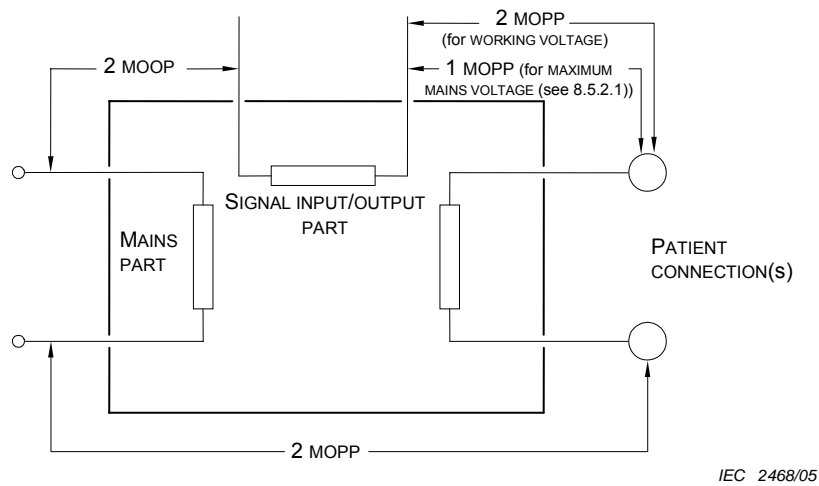 2 MOPP
(for WORKING VOLTAGE)
2 MOOP
1 MOPP (for MAXIMUM
MAINS VOLTAGE (see 8.5.2.1))
SIGNAL INPUT/OUTPUT
PART
MAINS
PART
PATIENT
CONNECTION(S)
2 MOPP
IEC 2468/05